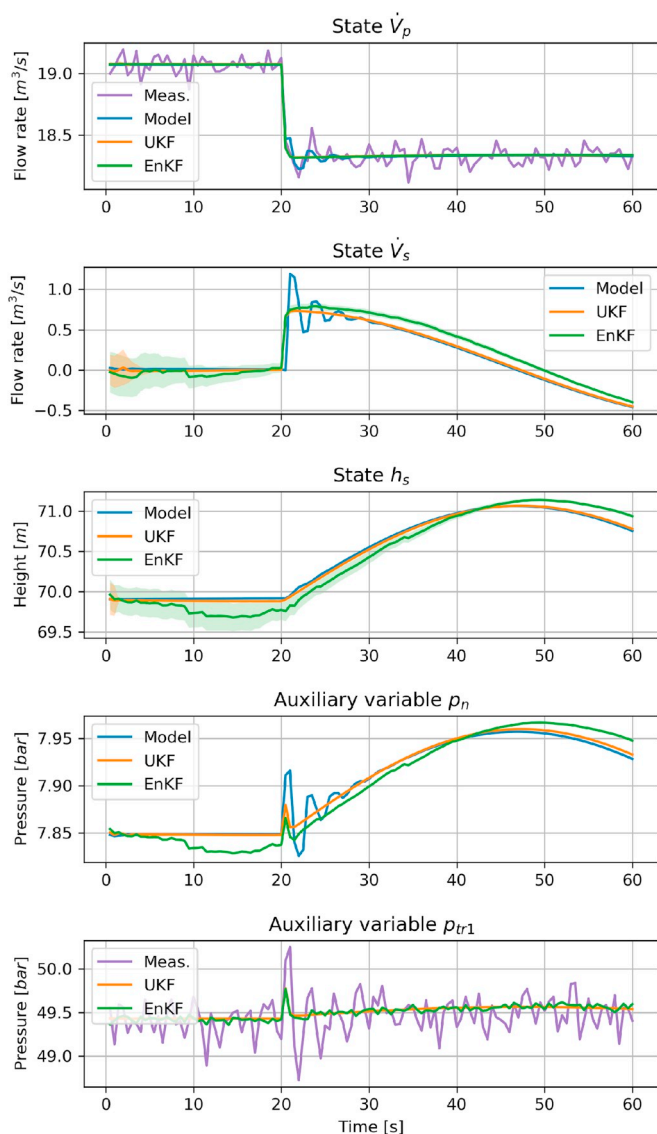 State V̇p
Flow rate [m³/s]
19.0
18.5
Meas.
Model
UKF
EnKF
0 10 20 30 40 50 60
State V̇s
Flow rate [m³/s]
1.0
0.5
0.0
−0.5
Model
UKF
EnKF
0 10 20 30 40 50 60
State hs
Height [m]
71.0
70.5
70.0
69.5
Model
UKF
EnKF
0 10 20 30 40 50 60
Auxiliary variable pn
Pressure [bar]
7.95
7.90
7.85
Model
UKF
EnKF
0 10 20 30 40 50 60
Auxiliary variable ptr1
Pressure [bar]
50.0
49.5
49.0
Meas.
UKF
EnKF
0 10 20 30 40 50 60
Time [s]